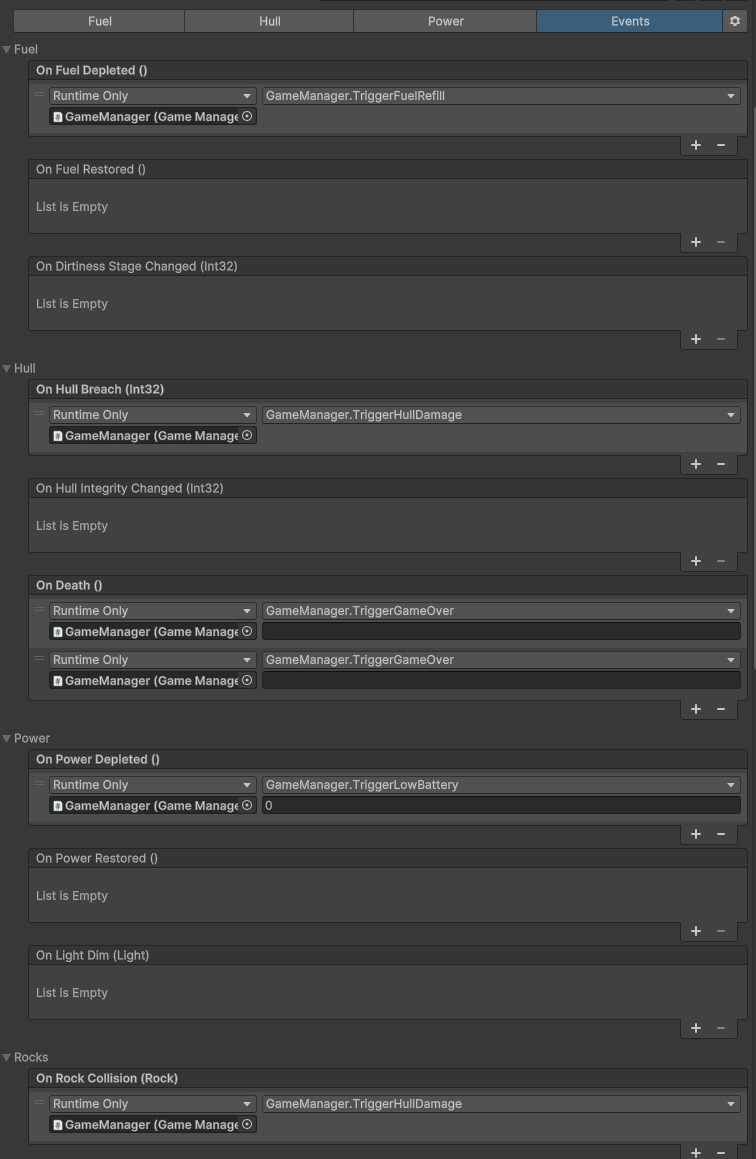 Fuel Hull Power Events
Fuel
On Fuel Depleted ()
Runtime Only GameManager.TriggerFuelRefill
GameManager (Game Manage
+ −
On Fuel Restored ()
List is Empty
+ −
On Dirtiness Stage Changed (Int32)
List is Empty
+ −
Hull
On Hull Breach (Int32)
Runtime Only GameManager.TriggerHullDamage
GameManager (Game Manage
+ −
On Hull Integrity Changed (Int32)
List is Empty
+ −
On Death ()
Runtime Only GameManager.TriggerGameOver
GameManager (Game Manage
Runtime Only GameManager.TriggerGameOver
GameManager (Game Manage
+ −
Power
On Power Depleted ()
Runtime Only GameManager.TriggerLowBattery
GameManager (Game Manage 0
+ −
On Power Restored ()
List is Empty
+ −
On Light Dim (Light)
List is Empty
+ −
Rocks
On Rock Collision (Rock)
Runtime Only GameManager.TriggerHullDamage
GameManager (Game Manage
+ −